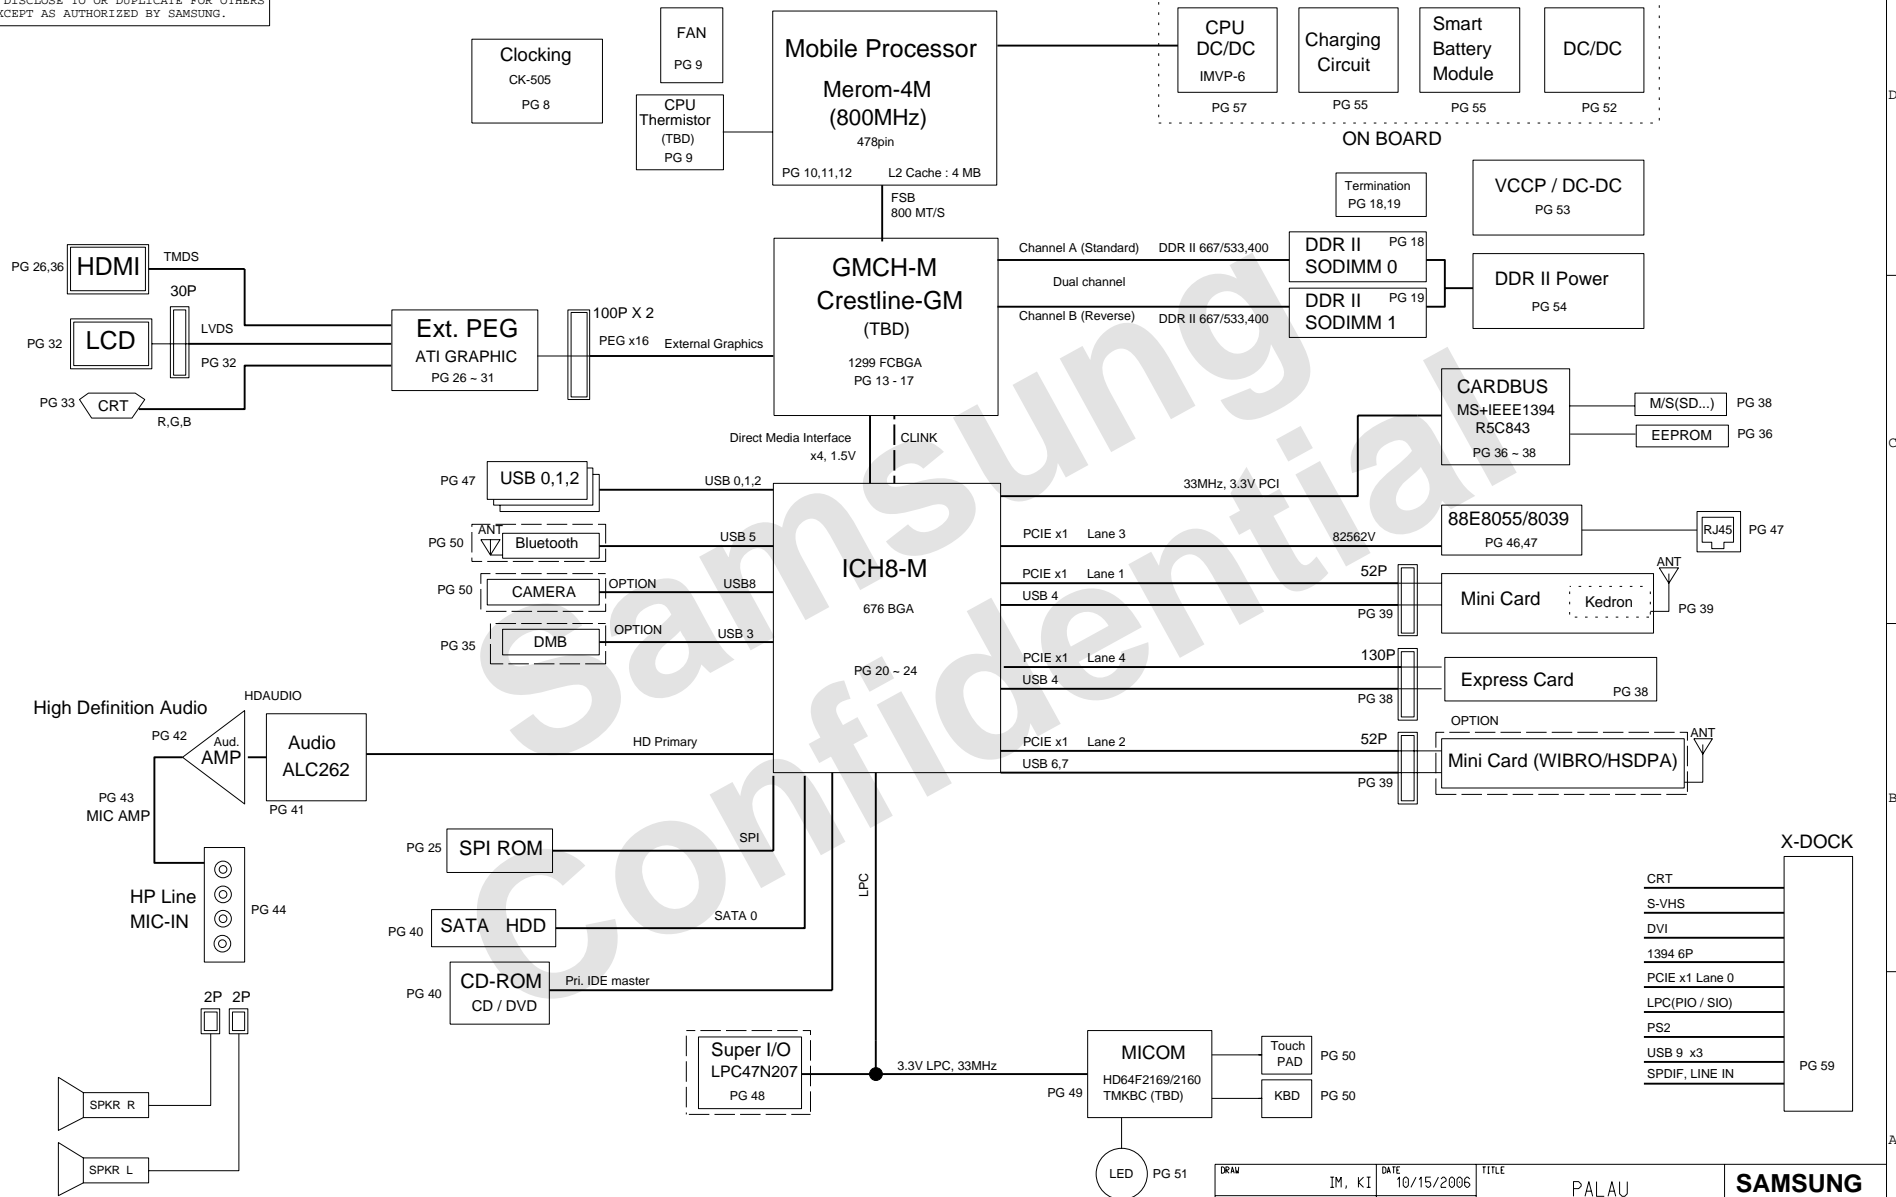 DISCLOSE TO OR DUPLICATE FOR OTHERS
EXCEPT AS AUTHORIZED BY SAMSUNG.
Clocking
CK-505
PG 8
FAN
PG 9
CPU
Thermistor
(TBD)
PG 9
Mobile Processor
Merom-4M
(800MHz)
478pin
PG 10,11,12
L2 Cache : 4 MB
CPU
DC/DC
IMVP-6
PG 57
Charging
Circuit
PG 55
Smart
Battery
Module
PG 55
DC/DC
PG 52
ON BOARD
D
FSB
800 MT/S
Termination
PG 18,19
VCCP / DC-DC
PG 53
PG 26,36
HDMI
TMDS
30P
PG 32
LCD
LVDS
PG 32
PG 33
CRT
R,G,B
Ext. PEG
ATI GRAPHIC
PG 26 ~ 31
100P X 2
PEG x16
External Graphics
GMCH-M
Crestline-GM
(TBD)
1299 FCBGA
PG 13 - 17
Channel A (Standard)
DDR II 667/533,400
Dual channel
Channel B (Reverse)
DDR II 667/533,400
DDR II
PG 18
SODIMM 0
DDR II
PG 19
SODIMM 1
DDR II Power
PG 54
CARDBUS
MS+IEEE1394
R5C843
PG 36 ~ 38
M/S(SD...)
PG 38
EEPROM
PG 36
C
Direct Media Interface
x4, 1.5V
CLINK
PG 47
USB 0,1,2
USB 0,1,2
ANT
PG 50
Bluetooth
USB 5
PG 50
CAMERA
OPTION
USB8
PG 35
DMB
OPTION
USB 3
ICH8-M
676 BGA
PG 20 ~ 24
33MHz, 3.3V PCI
PCIE x1
Lane 3
82562V
88E8055/8039
PG 46,47
RJ45
PG 47
PCIE x1
Lane 1
USB 4
52P
PG 39
Mini Card
Kedron
ANT
PG 39
PCIE x1
Lane 4
USB 4
130P
PG 38
Express Card
PG 38
PCIE x1
Lane 2
USB 6,7
52P
PG 39
OPTION
Mini Card (WIBRO/HSDPA)
ANT
High Definition Audio
HDAUDIO
PG 42
Aud.
AMP
Audio
ALC262
PG 41
HD Primary
PG 43
MIC AMP
HP Line
MIC-IN
PG 44
PG 25
SPI ROM
SPI
PG 40
SATA HDD
SATA 0
PG 40
CD-ROM
CD / DVD
Pri. IDE master
LPC
B
2P
2P
SPKR R
SPKR L
Super I/O
LPC47N207
PG 48
3.3V LPC, 33MHz
PG 49
MICOM
HD64F2169/2160
TMKBC (TBD)
Touch
PAD
PG 50
KBD
PG 50
LED
PG 51
X-DOCK
CRT
S-VHS
DVI
1394 6P
PCIE x1 Lane 0
LPC(PIO / SIO)
PS2
USB 9 x3
SPDIF, LINE IN
PG 59
A
DRAW
IM, KI
DATE
10/15/2006
TITLE
PALAU
SAMSUNG
Samsung
Confidential